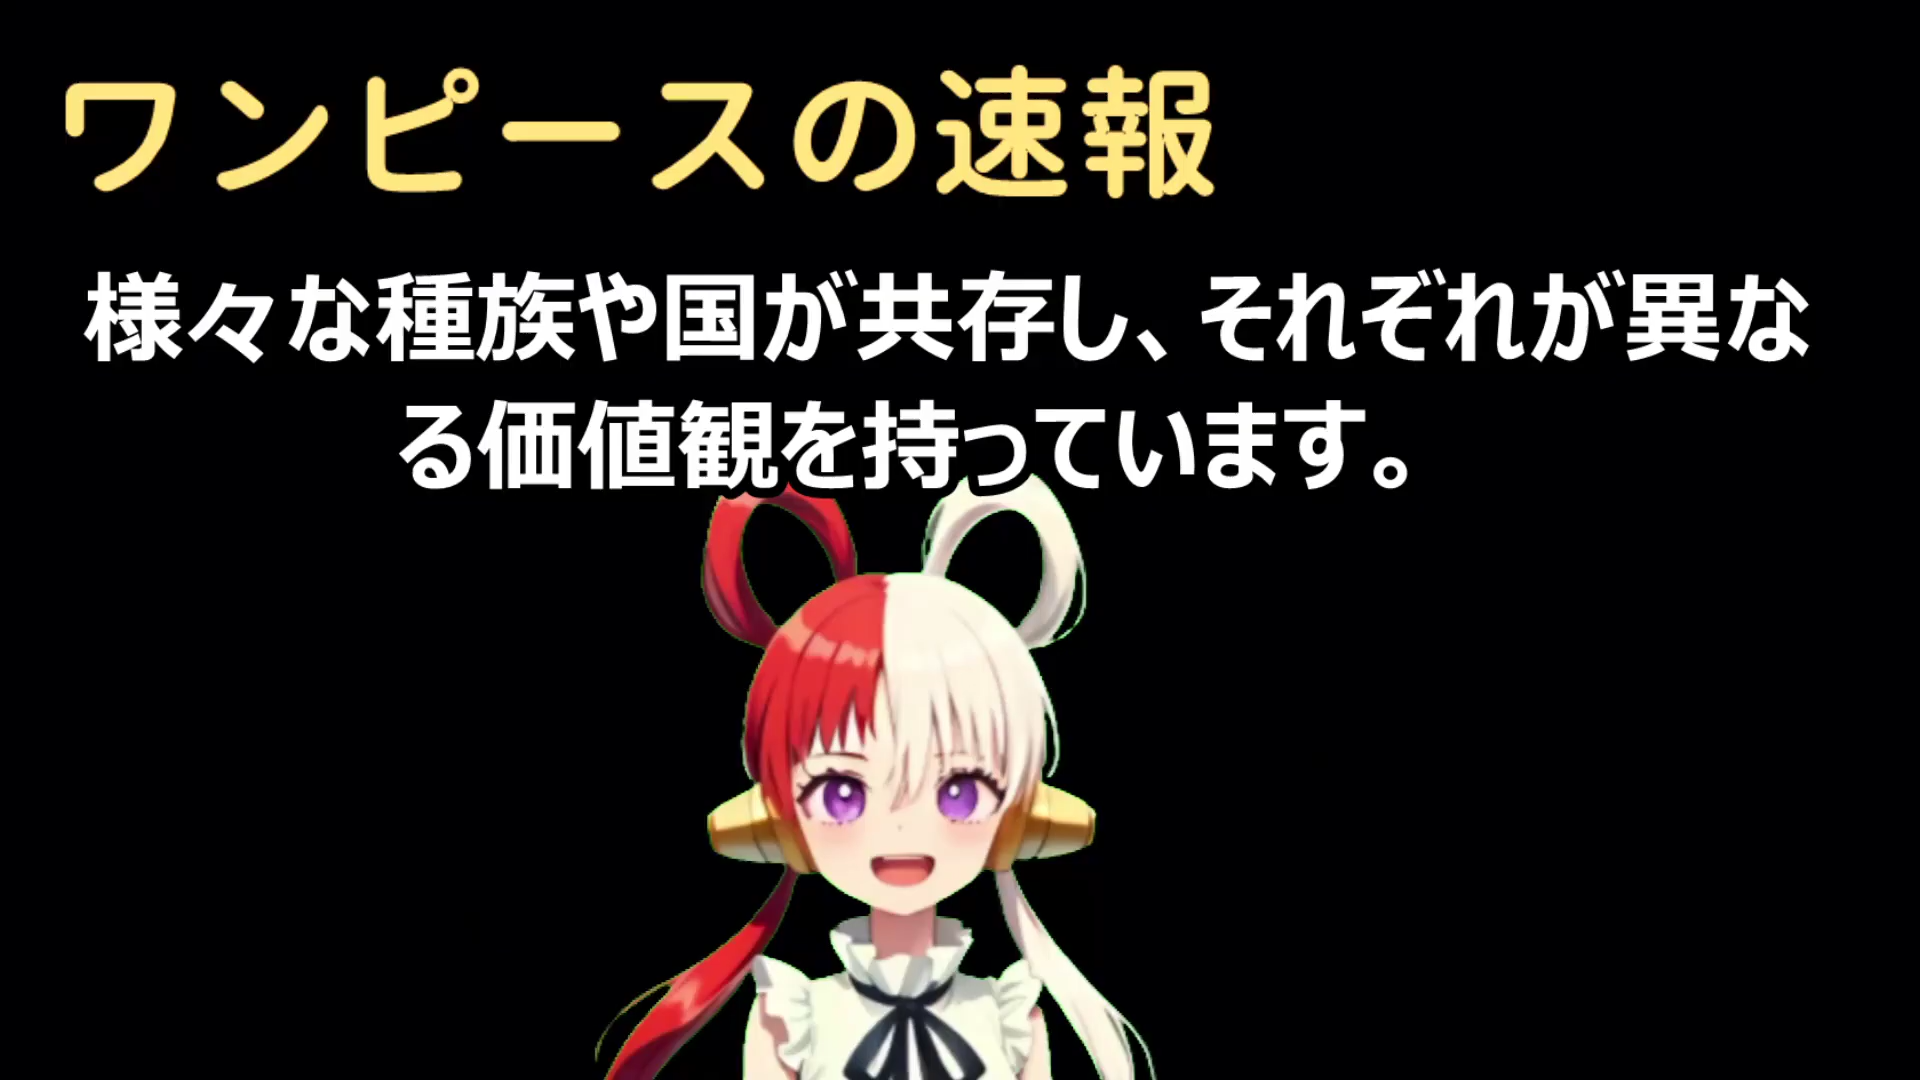 ワンピースの速報
様々な種族や国が共存し、それぞれが異な
る価値観を持っています。